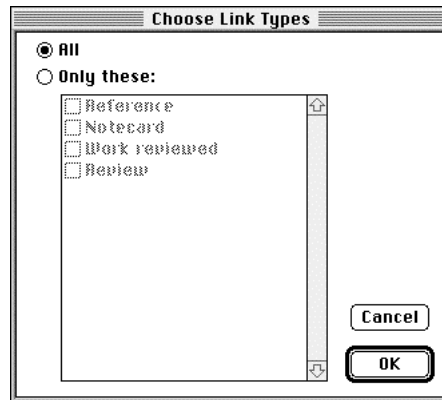 Choose Link Types
All
Only these:
Reference
Notecard
Work reviewed
Review
Cancel
OK